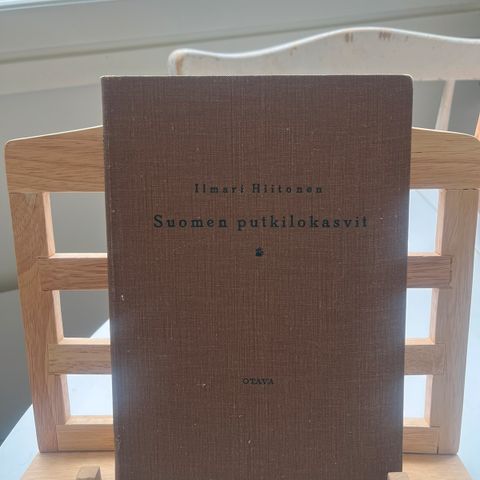 Ilmari Hiitonen
Suomen putkilokasvit
OTAVA